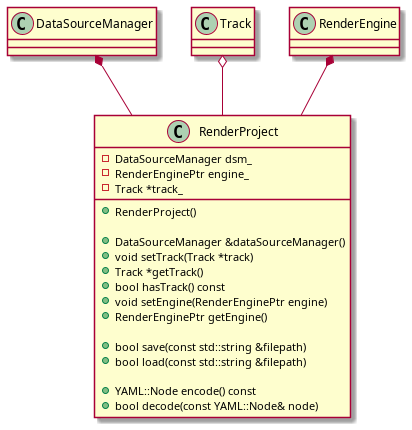 C DataSourceManager
C Track
C RenderEngine
C RenderProject
DataSourceManager dsm_
RenderEnginePtr engine_
Track *track_
RenderProject()
DataSourceManager &dataSourceManager()
void setTrack(Track *track)
Track *getTrack()
bool hasTrack() const
void setEngine(RenderEnginePtr engine)
RenderEnginePtr getEngine()
bool save(const std::string &filepath)
bool load(const std::string &filepath)
YAML::Node encode() const
bool decode(const YAML::Node& node)